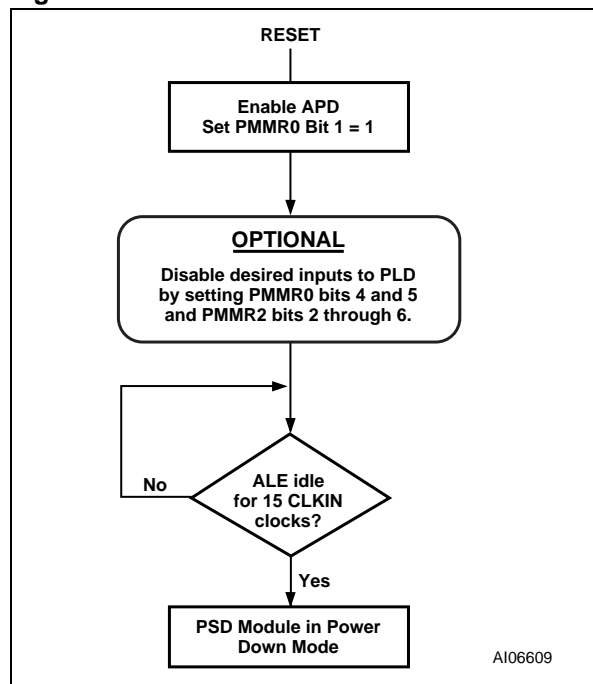 RESET
Enable APD
Set PMMR0 Bit 1 = 1
OPTIONAL
Disable desired inputs to PLD
by setting PMMR0 bits 4 and 5
and PMMR2 bits 2 through 6.
No
ALE idle
for 15 CLKIN
clocks?
Yes
PSD Module in Power
Down Mode
AI06609